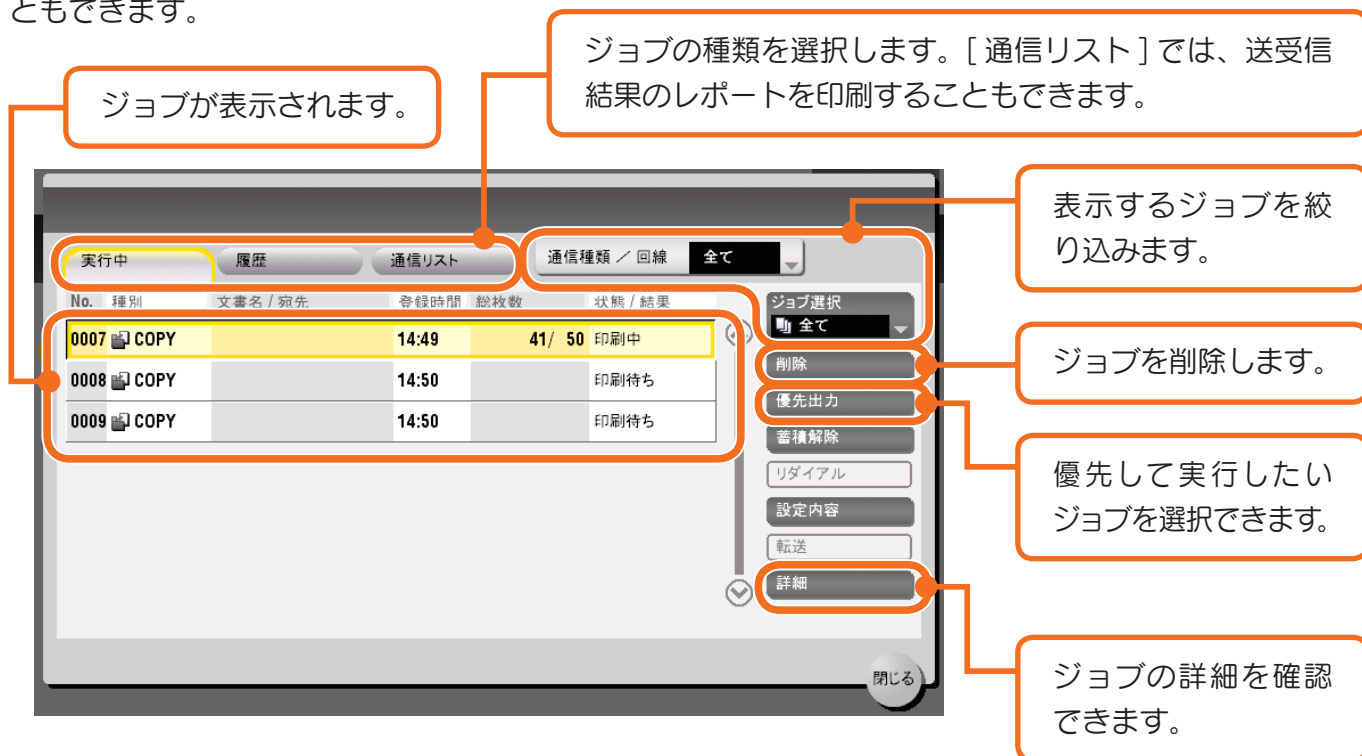 ともできます。
ジョブの種類を選択します。[ 通信リスト ] では、送受信
結果のレポートを印刷することもできます。
ジョブが表示されます。
表示するジョブを絞
り込みます。
実行中 履歴 通信リスト 通信種類 ／ 回線 全て
No. 種別 文書名 / 宛先 登録時間 総枚数 状態 / 結果
0007 COPY 14:49 41/ 50 印刷中
0008 COPY 14:50 印刷待ち
0009 COPY 14:50 印刷待ち
ジョブ選択
全て
削除
優先出力
蓄積解除
リダイアル
設定内容
転送
詳細
閉じる
ジョブを削除します。
優先して実行したい
ジョブを選択できます。
ジョブの詳細を確認
できます。